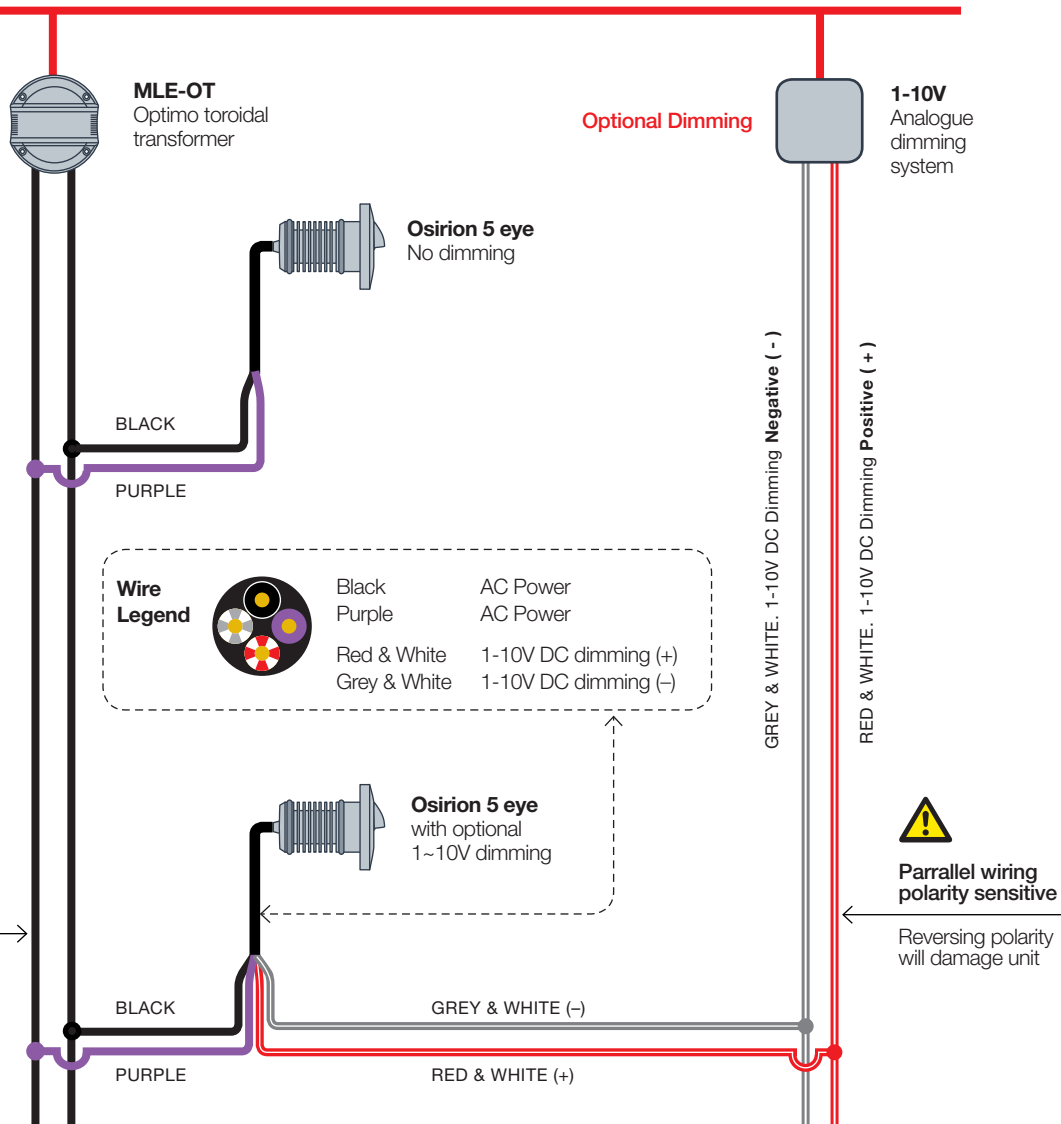 MLE-OT
Optimo toroidal
transformer
Optional Dimming
1-10V
Analogue
dimming
system
Osirion 5 eye
No dimming
BLACK
PURPLE
GREY & WHITE. 1-10V DC Dimming Negative ( - )
RED & WHITE. 1-10V DC Dimming Positive ( + )
Wire
Legend
Black AC Power
Purple AC Power
Red & White 1-10V DC dimming (+)
Grey & White 1-10V DC dimming (–)
Osirion 5 eye
with optional
1~10V dimming
Parrallel wiring
polarity sensitive
Reversing polarity
will damage unit
BLACK
GREY & WHITE (–)
PURPLE
RED & WHITE (+)